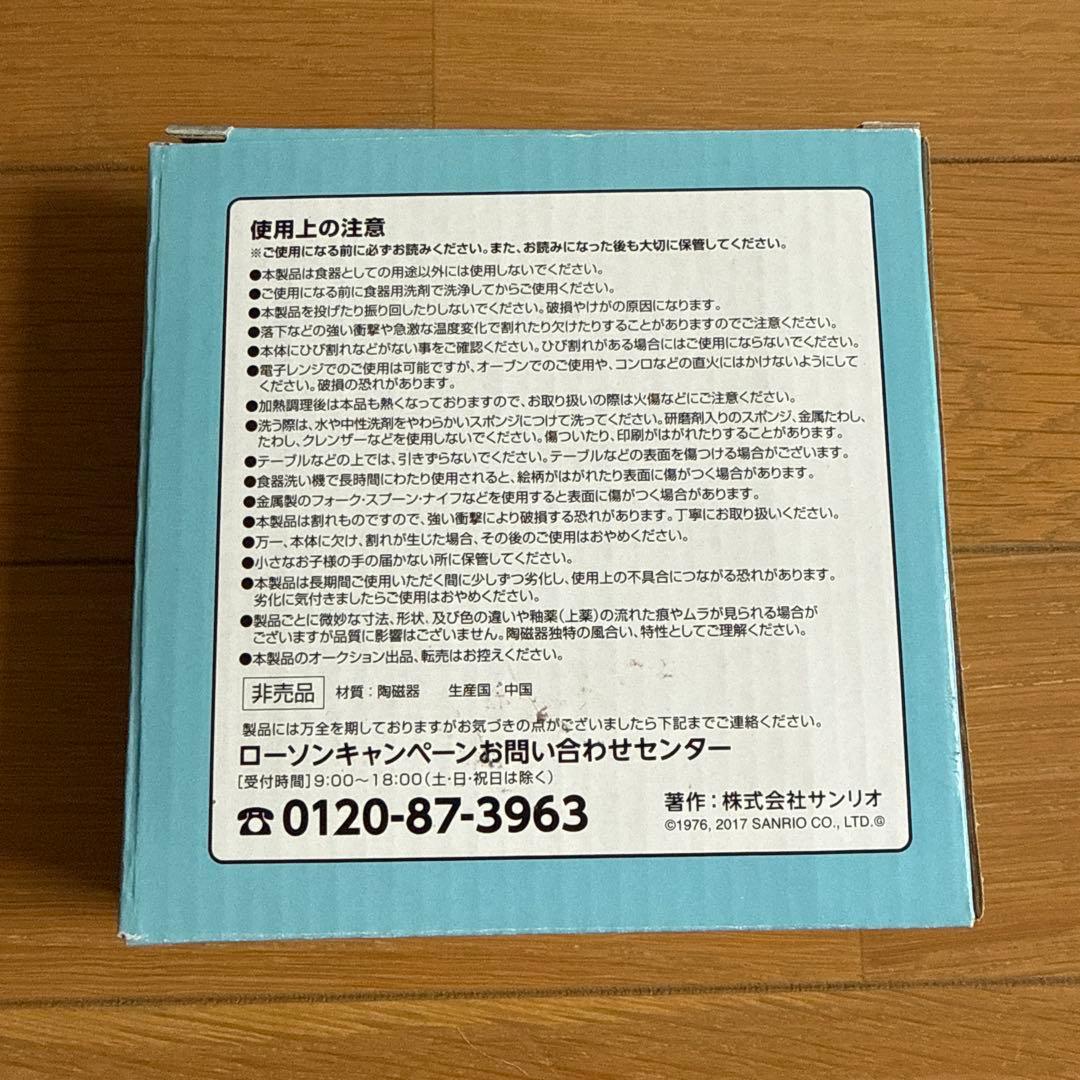 使用上の注意
※ご使用になる前に必ずお読みください。また、お読みになった後も大切に保管してください。
●本製品は食器としての用途以外には使用しないでください。
●ご使用になる前に食器用洗剤で洗浄してからご使用ください。
●本製品を投げたり振り回したりしないでください。破損やけがの原因になります。
●落下などの強い衝撃や急激な温度変化で割れたり欠けたりすることがありますのでご注意ください。
●本体にひび割れなどがない事をご確認ください。ひび割れがある場合にはご使用にならないでください。
●電子レンジでのご使用は可能ですが、オーブンでのご使用や、コンロなどの直火にはかけないようにして
ください。破損の恐れがあります。
●加熱調理後は本品も熱くなっておりますので、お取り扱いの際は火傷などにご注意ください。
●洗う際は、水や中性洗剤をやわらかいスポンジにつけて洗ってください。研磨剤入りのスポンジ、金属たわし、
たわし、クレンザーなどを使用しないでください。傷ついたり、印刷がはがれたりすることがあります。
●テーブルなどの上では、引きずらないでください。テーブルなどの表面を傷つける場合がございます。
●食器洗い機で長時間にわたり使用されると、絵柄がはがれたり表面に傷がつく場合があります。
●金属製のフォーク・スプーン・ナイフなどを使用すると表面に傷がつく場合があります。
●本製品は割れものですので、強い衝撃により破損する恐れがあります。丁寧にお取り扱いください。
●万一、本体に欠け、割れが生じた場合、その後のご使用はおやめください。
●小さなお子様の手の届かない所に保管してください。
●本製品は長期間ご使用いただく間に少しずつ劣化し、使用上の不具合につながる恐れがあります。
劣化に気付きましたらご使用はおやめください。
●製品ごとに微妙な寸法、形状、及び色の違いや釉薬（上薬）の流れた痕やムラが見られる場合が
ございますが品質に影響はございません。陶磁器独特の風合い、特性としてご理解ください。
●本製品のオークション出品、転売はお控えください。
非売品 材質：陶磁器 生産国：中国
製品には万全を期しておりますがお気づきの点がございましたら下記までご連絡ください。
ローソンキャンペーンお問い合わせセンター
[受付時間]9:00〜18:00（土・日・祝日は除く）
☎0120-87-3963
著作：株式会社サンリオ
©1976, 2017 SANRIO CO., LTD.Ⓖ